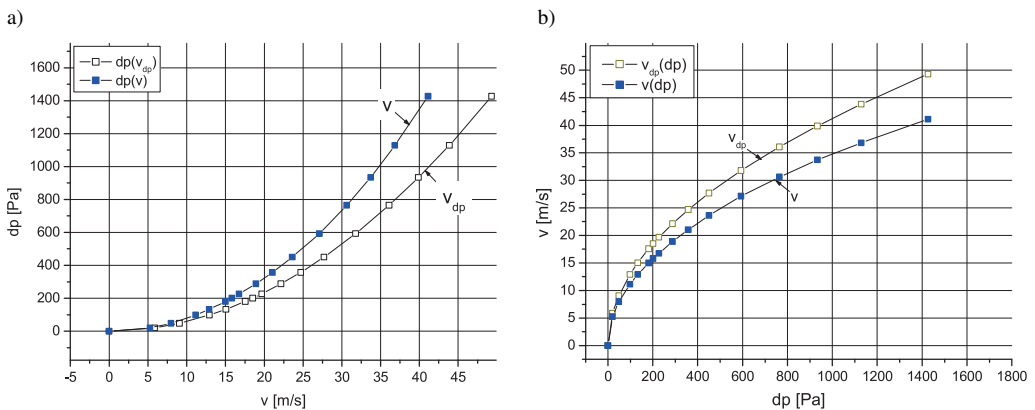 a)
dp(v_dp)
dp(v)
1600
1400
1200
1000
800
600
400
200
0
dp [Pa]
v
v_dp
-5 0 5 10 15 20 25 30 35 40 45
v [m/s]
b)
v_dp(dp)
v(dp)
50
45
40
35
30
25
20
15
10
5
0
-5
v [m/s]
v_dp
v
0 200 400 600 800 1000 1200 1400 1600 1800
dp [Pa]